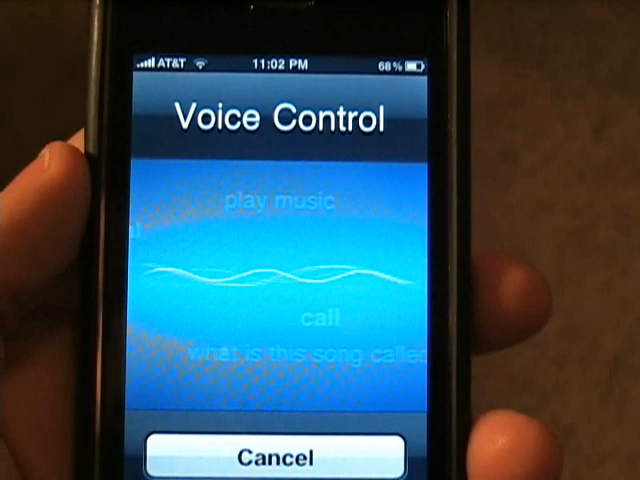 AT&T 11:02 PM 68%
Voice Control
play music
call
what is this song called
Cancel